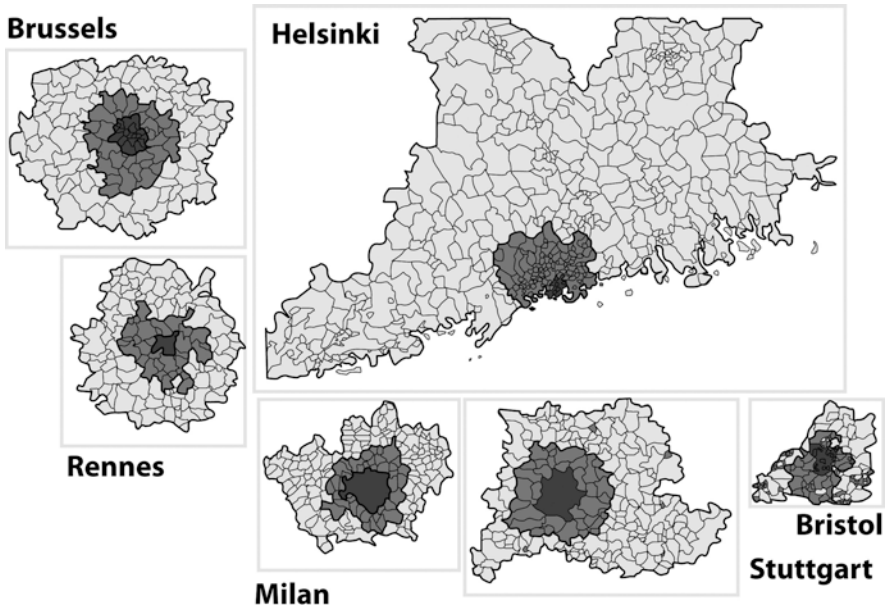 Brussels
Helsinki
Rennes
Milan
Bristol
Stuttgart